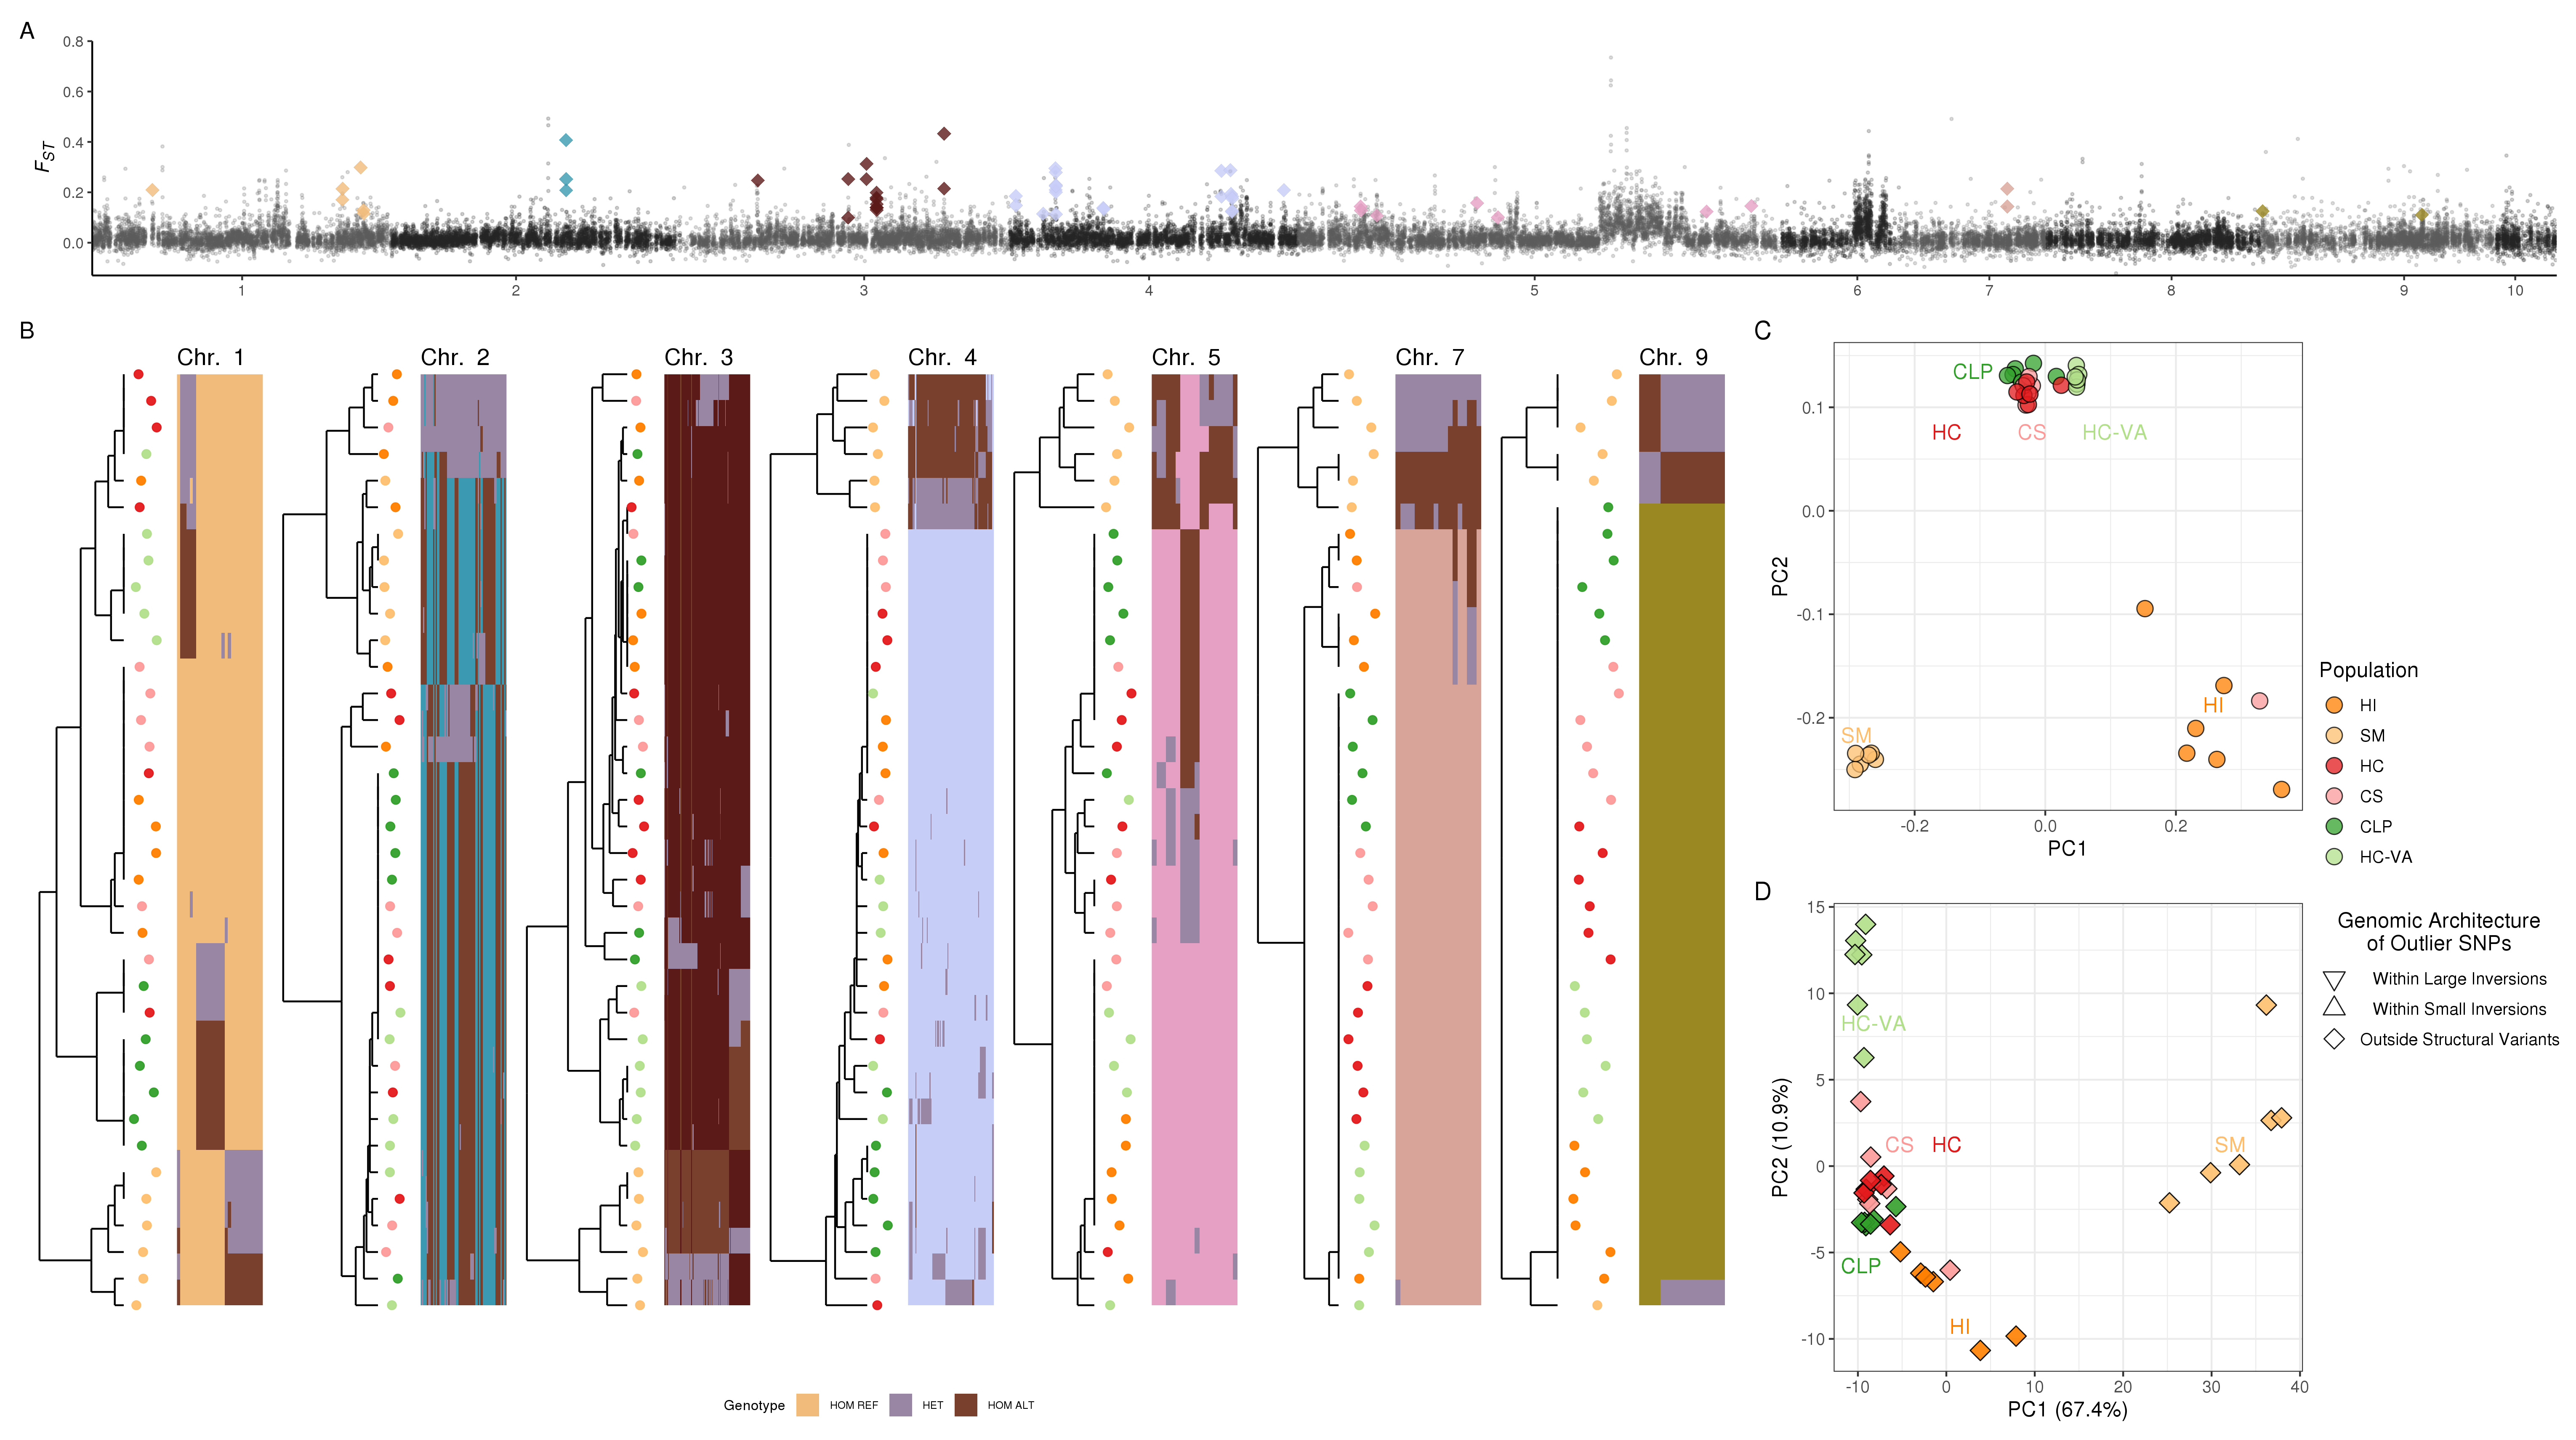 A
0.8
0.6
0.4
0.2
0.0
FST
1 2 3 4 5 6 7 8 9 10
B
Chr. 1 Chr. 2 Chr. 3 Chr. 4 Chr. 5 Chr. 7 Chr. 9
Genotype HOM REF HET HOM ALT
C
CLP
HC CS HC-VA
HI
SM
0.1
0.0
-0.1
-0.2
PC2
-0.2 0.0 0.2
PC1
Population
HI
SM
HC
CS
CLP
HC-VA
D
15
10
5
0
-5
-10
PC2 (10.9%)
HC-VA
CS HC SM
CLP
HI
-10 0 10 20 30 40
PC1 (67.4%)
Genomic Architecture
of Outlier SNPs
Within Large Inversions
Within Small Inversions
Outside Structural Variants